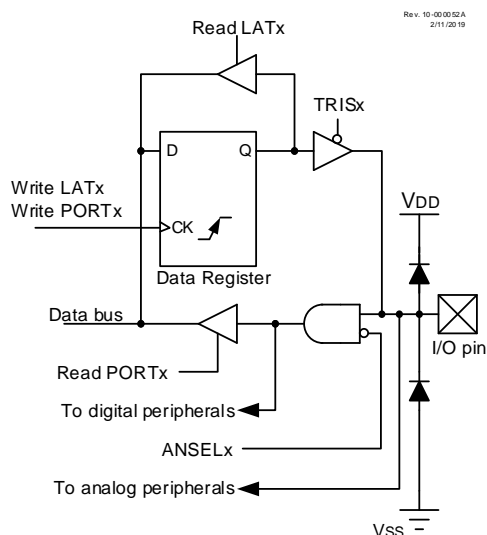 Rev. 10-000052A
2/11/2019
Read LATx
TRISx
D
Q
Write LATx
Write PORTx
CK
VDD
Data Register
Data bus
I/O pin
Read PORTx
To digital peripherals
ANSELx
To analog peripherals
VSS